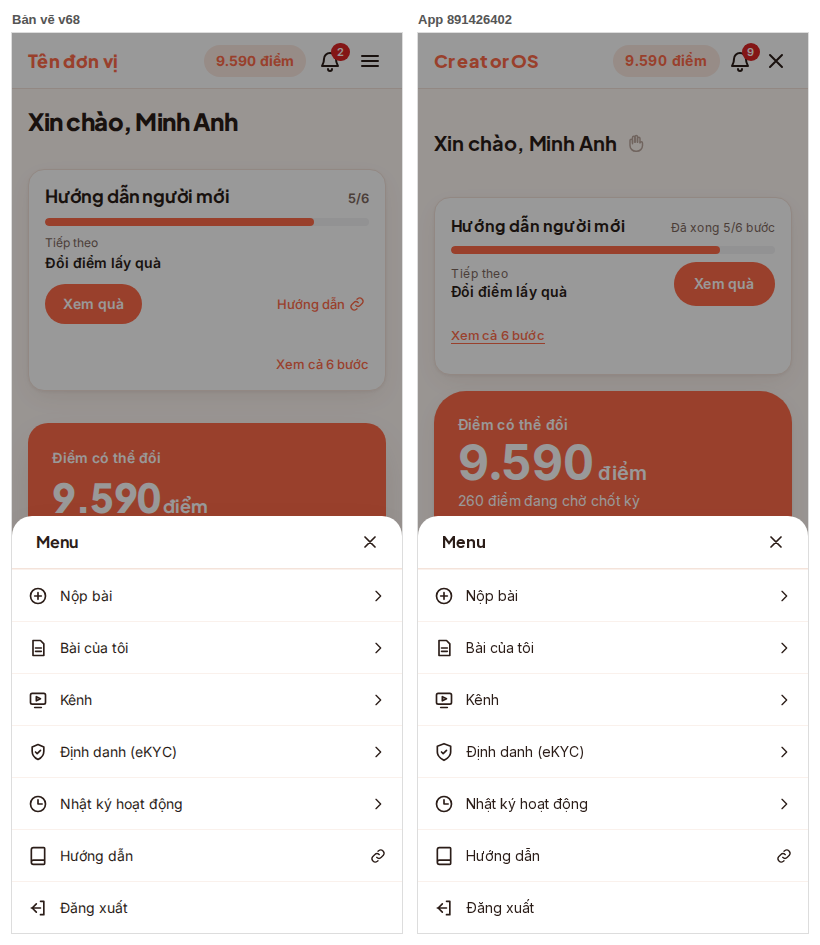 Bản vẽ v68
Tên đơn vị
9.590 điểm
2
Xin chào, Minh Anh
Hướng dẫn người mới
5/6
Tiếp theo
Đổi điểm lấy quà
Xem quà
Hướng dẫn
Xem cả 6 bước
Điểm có thể đổi
9.590 điểm
Menu
Nộp bài
Bài của tôi
Kênh
Định danh (eKYC)
Nhật ký hoạt động
Hướng dẫn
Đăng xuất
App 891426402
CreatorOS
9.590 điểm
9
Xin chào, Minh Anh
Hướng dẫn người mới
Đã xong 5/6 bước
Tiếp theo
Đổi điểm lấy quà
Xem quà
Xem cả 6 bước
Điểm có thể đổi
9.590 điểm
260 điểm đang chờ chốt kỳ
Menu
Nộp bài
Bài của tôi
Kênh
Định danh (eKYC)
Nhật ký hoạt động
Hướng dẫn
Đăng xuất